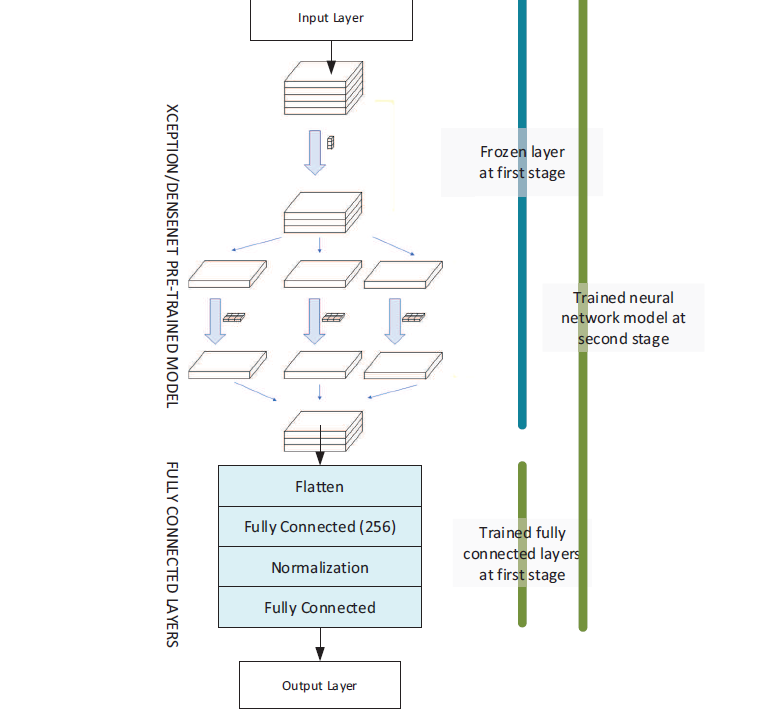 Input Layer
XCEPTION/DENSENET PRE-TRAINED MODEL
Frozen layer
at first stage
Trained neural
network model at
second stage
FULLY CONNECTED LAYERS
Flatten
Fully Connected (256)
Normalization
Fully Connected
Trained fully
connected layers
at first stage
Output Layer